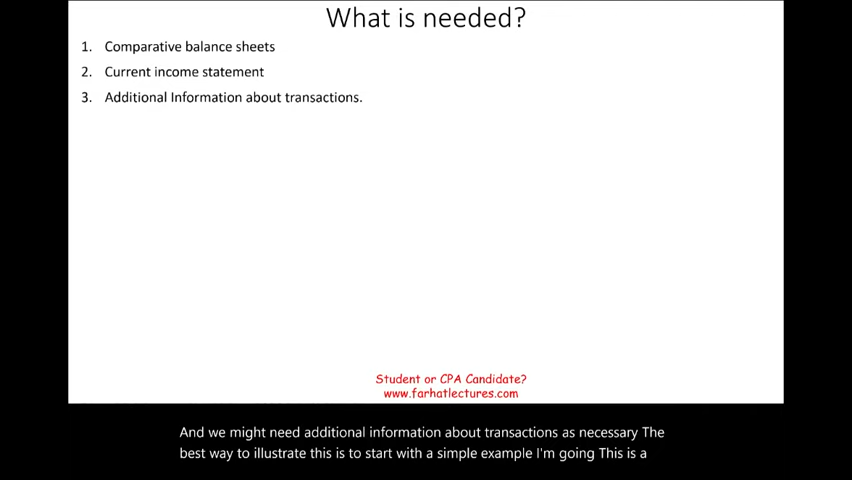 What is needed?
1. Comparative balance sheets
2. Current income statement
3. Additional Information about transactions.
Student or CPA Candidate?
www.farhatlectures.com
And we might need additional information about transactions as necessary The
best way to illustrate this is to start with a simple example I'm going This is a